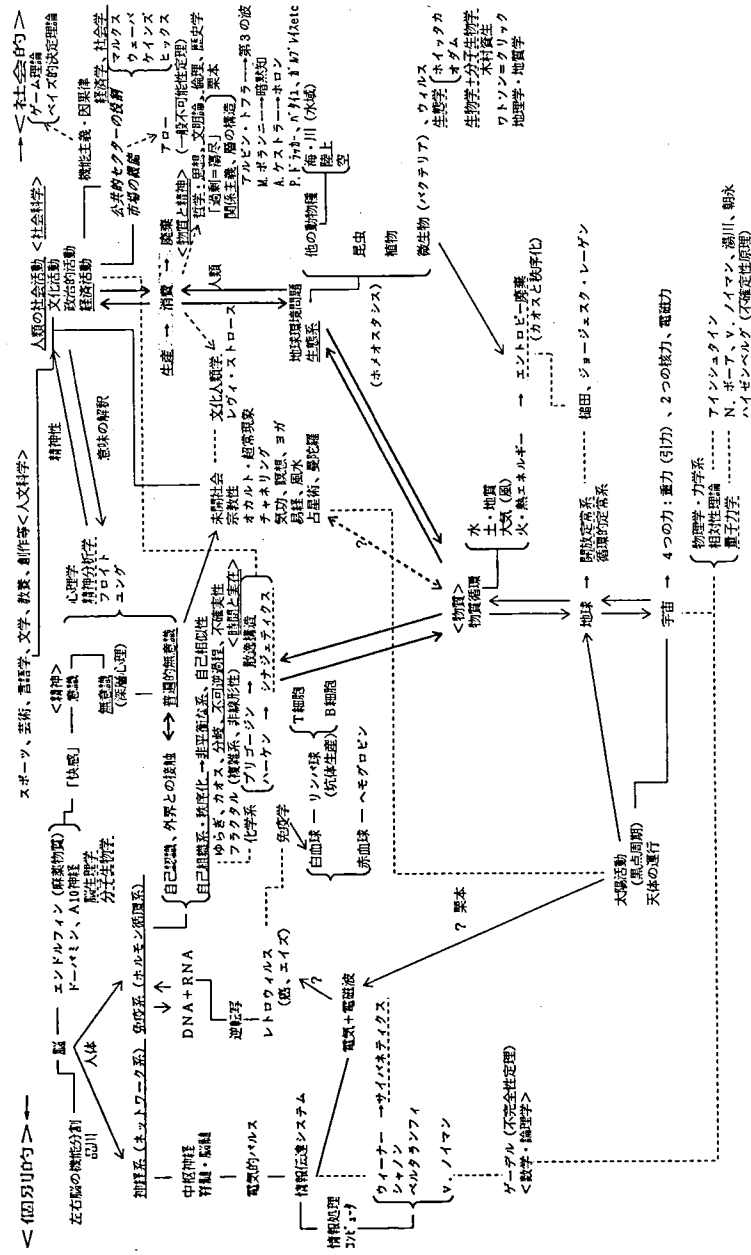 <個別的>←
→<社会的>
スポーツ、芸術、言語学、文学、教養、創作等<人文科学>
左右脳の機能分割
品川
脳
エンドルフィン(麻薬物質)
ドーパミン、A10神経
脳生理学
分子生物学
「快感」
<精神>
意識
無意識
(深層心理)
心理学
精神分析学
フロイト
ユング
精神性
意味の解釈
人類の社会活動<社会科学>
文化活動
政治的活動
経済活動
ゲーム理論
ベイズ的決定理論
機能主義・因果律
経済学、社会学
マルクス
ウェーバ
ケインズ
ヒックス
公共的セクターの役割
市場の機能
アロー
(一般不可能性定理)
人体
神経系(ネットワーク系)
免疫系(ホルモン循環系)
自己認識、外界との接触
普遍的無意識
自己組織系・秩序化→非平衡な系、自己相似性
ゆらぎ、カオス、分岐、不可逆過程、不確実性
フラクタル(複雑系、非線形性)
<時間と実在>
化学系
プリゴージン → 散逸構造
ハーケン → シナジェティクス
未開社会
宗教性
オカルト・超常現象
チャネリング
気功、瞑想、ヨガ
易経、風水
占星術、曼陀羅
文化人類学
レヴィ・ストロース
生産 → 消費 → 廃棄
<物質と精神>
哲学:思想、文明論、倫理、歴史学
「過剰=蕩尽」 栗本
関係主義、層の構造
アルビン・トフラー→第3の波
M.ポランニー→暗黙知
A.ケストラー→ホロン
人類
中枢神経
脊髄・脳髄
DNA+RNA
逆転写
電気的パルス
レトロウィルス
(癌、エイズ)
免疫学
白血球
リンパ球
(抗体生産)
T細胞
B細胞
赤血球
ヘモグロビン
?
地球環境問題
生態系
(ホメオスタシス)
他の動物種
海・川(水域)
陸上
空
昆虫
植物
微生物(バクテリア)、ウィルス
生態学
ホイッタカ
オダム
生物学+分子生物学
木村資生
ワトソン=クリック
地理学・地質学
情報伝達システム
電気+電磁波
?
? 栗本
<物質>
物質循環
水
土・地質
大気(風)
火・熱エネルギー
エントロピー廃棄
(カオスと秩序化)
情報処理
コンピュータ
ウィーナー →サイバネティクス
シャノン
ベルタランフィ
v.ノイマン
地球
開放定常系
循環的定常系
槌田、ジョージェスク・レーゲン
太陽活動
(黒点周期)
天体の運行
宇宙
4つの力:重力(引力)、2つの核力、電磁力
ゲーデル(不完全性定理)
<数学・論理学>
物理学・力学系
相対性理論
アインシュタイン
量子力学
N.ボーア、v.ノイマン、湯川、朝永
ハイゼンベルグ(不確定性原理)